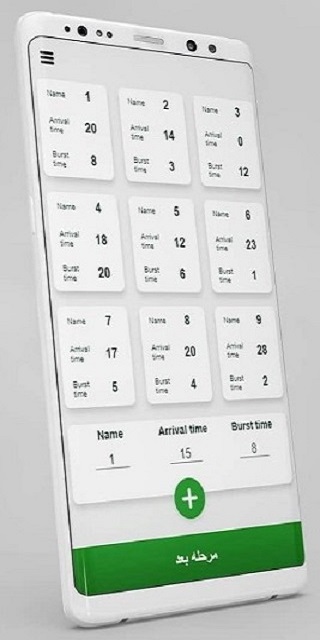 Name 1
Arrival time 20
Burst time 8
Name 2
Arrival time 14
Burst time 3
Name 3
Arrival time 0
Burst time 12
Name 4
Arrival time 18
Burst time 20
Name 5
Arrival time 12
Burst time 6
Name 6
Arrival time 23
Burst time 1
Name 7
Arrival time 17
Burst time 5
Name 8
Arrival time 20
Burst time 4
Name 9
Arrival time 28
Burst time 2
Name Arrival time Burst time
1 15 8
مرحله بعد